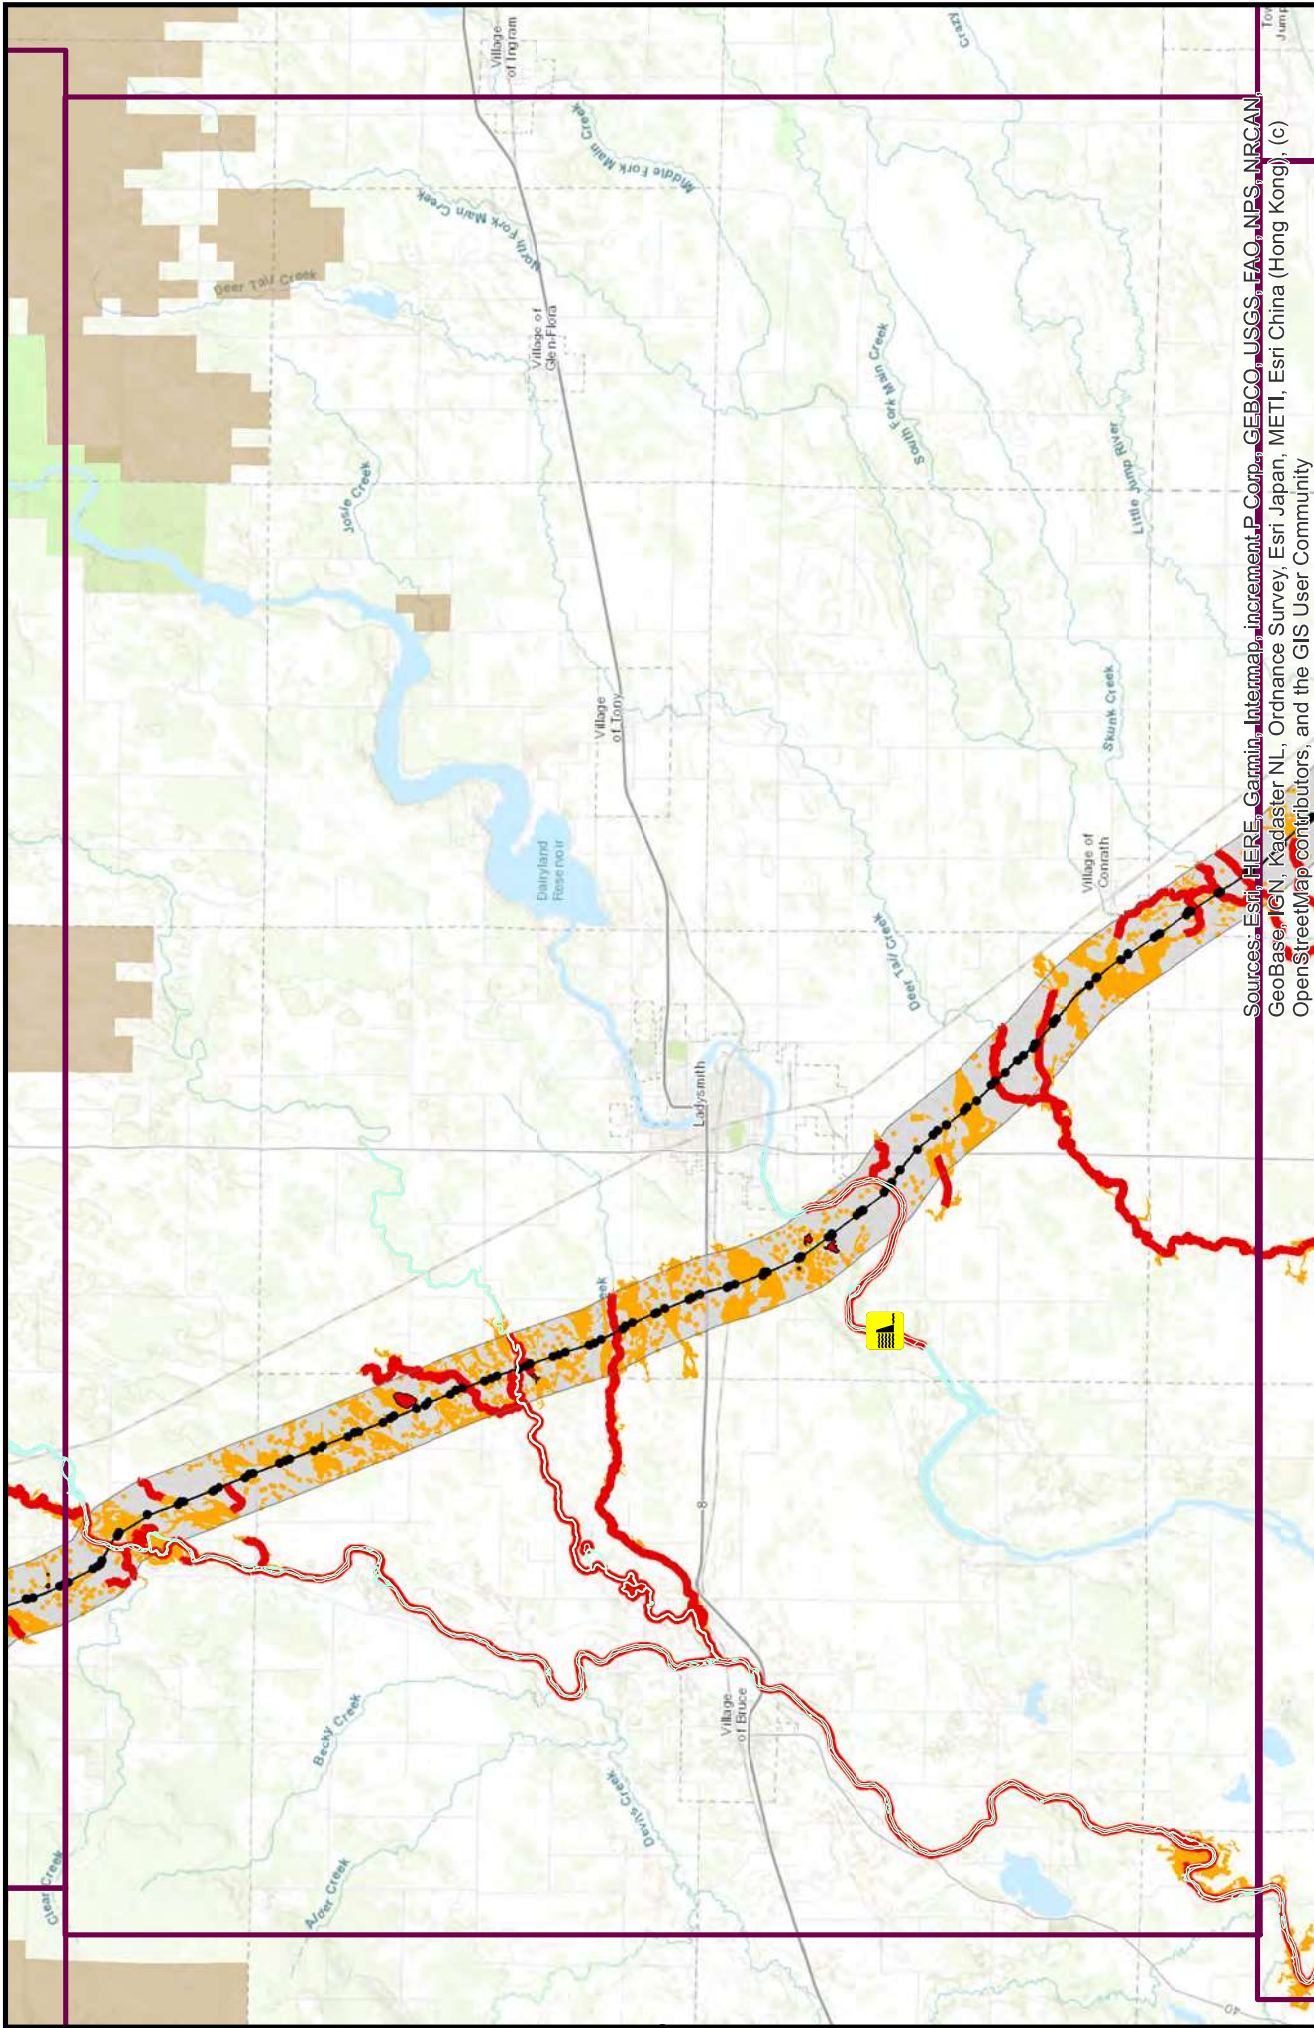 Village
of Ingram
Crazy
Tow
Jump
Middle Fork Main Creek
North Fork Main Creek
Deer Tail Creek
Village of
Glen-Flora
South Fork Main Creek
Little Jump River
Josie Creek
Village
of Tony
Skunk Creek
Dairyland
Reservoir
Village of
Conrath
Deer Tail Creek
Ladysmith
eek
8
Village
of Bruce
Becky Creek
Devils Creek
Alder Creek
Clear Creek
40
Sources: Esri, HERE, Garmin, Intermap, increment P Corp., GEBCO, USGS, FAO, NPS, NRCAN,
GeoBase, IGN, Kadaster NL, Ordnance Survey, Esri Japan, METI, Esri China (Hong Kong), (c)
OpenStreetMap contributors, and the GIS User Community